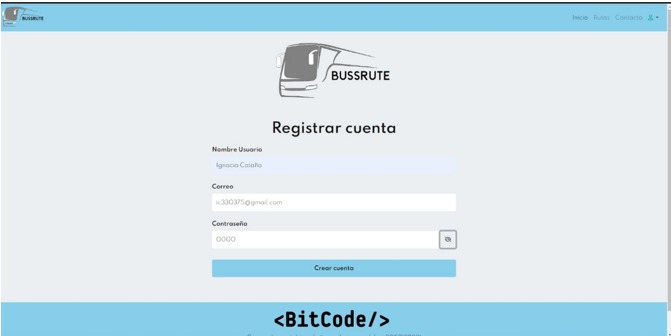 BUSSRUTE
Inicio Rutas Contacto
BUSSRUTE
Registrar cuenta
Nombre Usuario
Ignacia Cataño
Correo
ic330375@gmail.com
Contraseña
0000
Crear cuenta
<BitCode/>